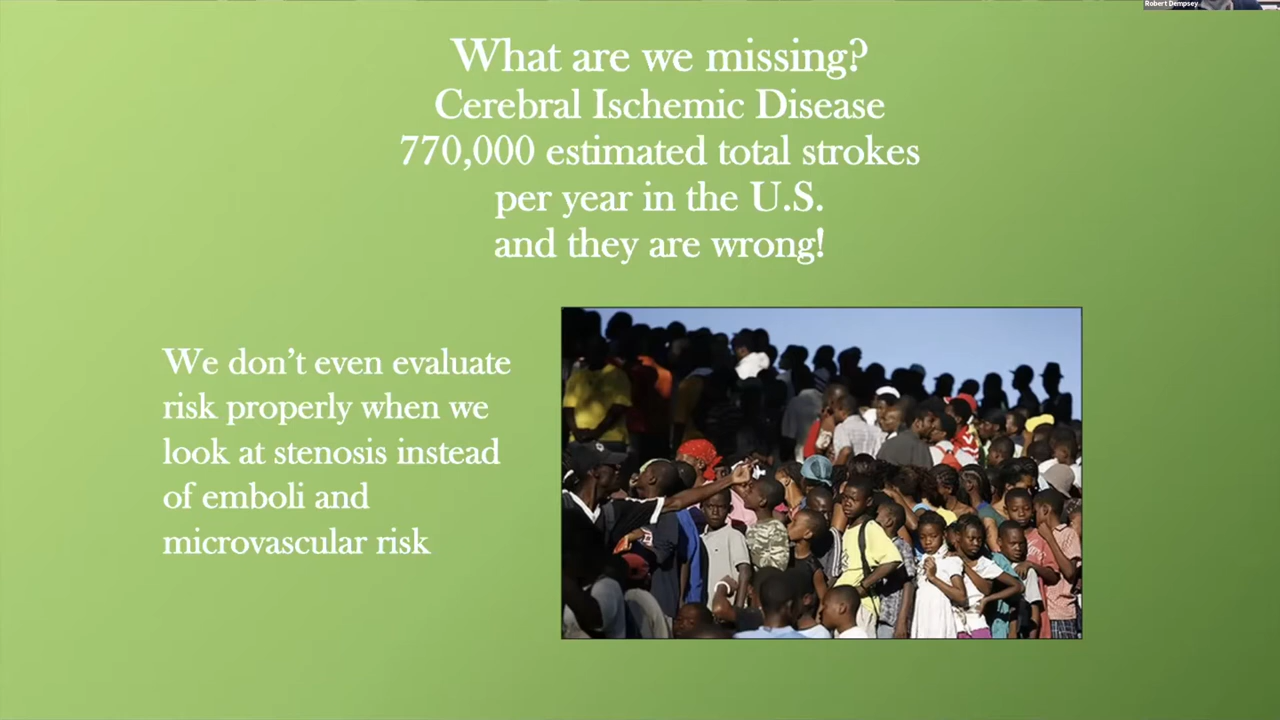 Robert Dempsey
What are we missing?
Cerebral Ischemic Disease
770,000 estimated total strokes
per year in the U.S.
and they are wrong!
We don’t even evaluate
risk properly when we
look at stenosis instead
of emboli and
microvascular risk